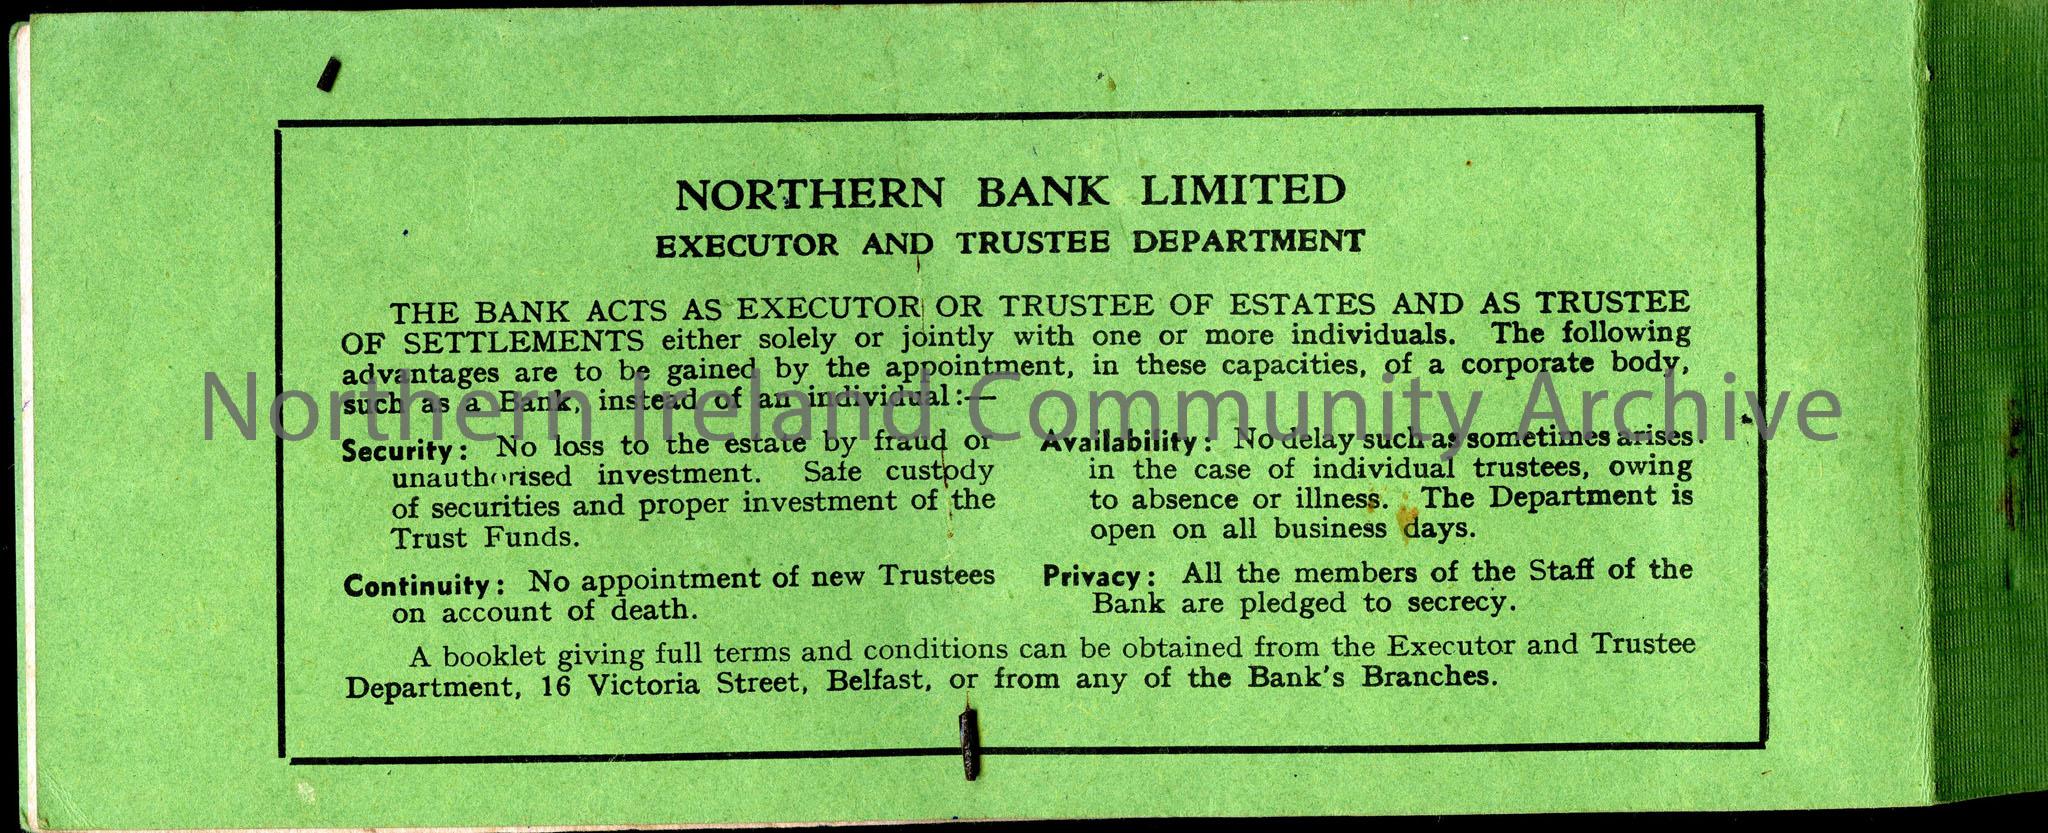 NORTHERN BANK LIMITED
EXECUTOR AND TRUSTEE DEPARTMENT
THE BANK ACTS AS EXECUTOR OR TRUSTEE OF ESTATES AND AS TRUSTEE
OF SETTLEMENTS either solely or jointly with one or more individuals. The following
advantages are to be gained by the appointment, in these capacities, of a corporate body,
such as a Bank, instead of an individual:—
Northern Ireland Community Archive
Security: No loss to the estate by fraud or
unauthorised investment. Safe custody
of securities and proper investment of the
Trust Funds.
Continuity: No appointment of new Trustees
on account of death.
Availability: No delay such as sometimes arises
in the case of individual trustees, owing
to absence or illness. The Department is
open on all business days.
Privacy: All the members of the Staff of the
Bank are pledged to secrecy.
A booklet giving full terms and conditions can be obtained from the Executor and Trustee
Department, 16 Victoria Street, Belfast, or from any of the Bank's Branches.